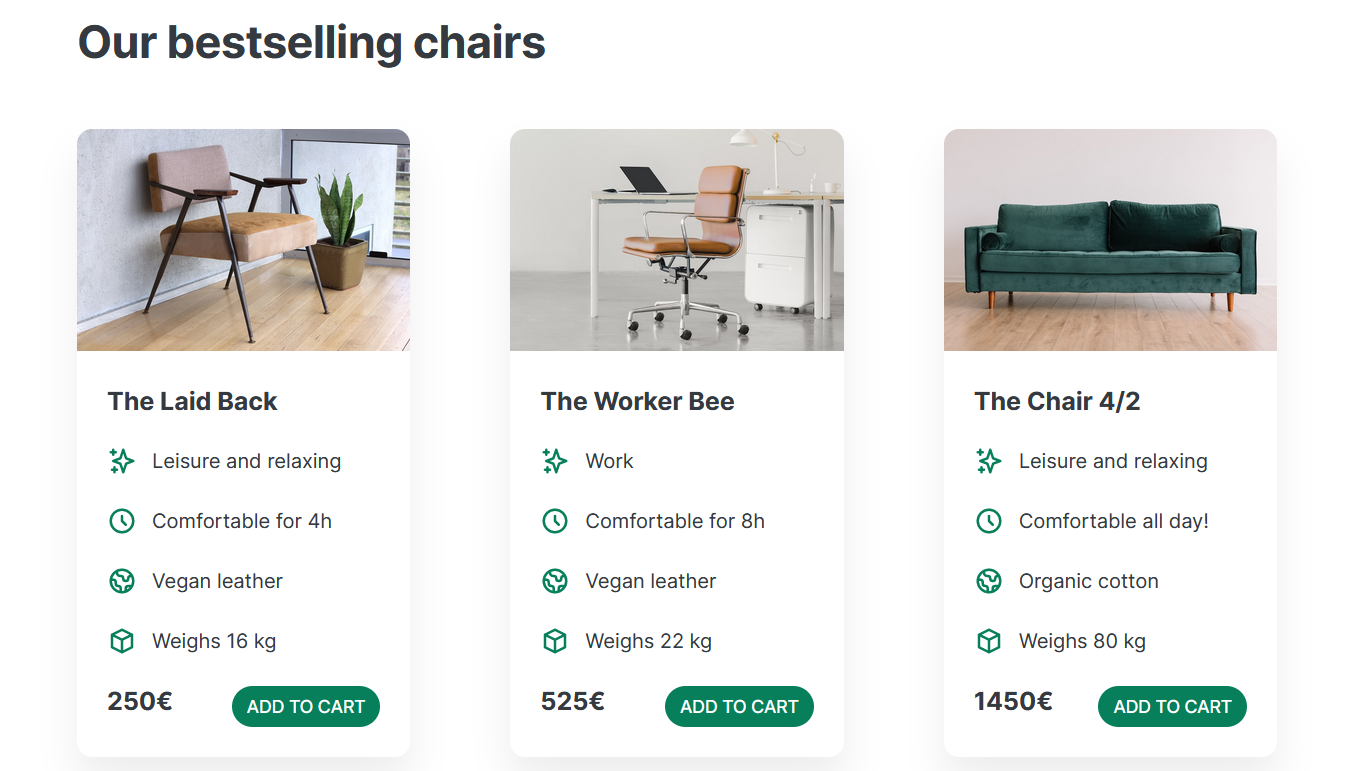 Our bestselling chairs
The Laid Back
Leisure and relaxing
Comfortable for 4h
Vegan leather
Weighs 16 kg
250€
ADD TO CART
The Worker Bee
Work
Comfortable for 8h
Vegan leather
Weighs 22 kg
525€
ADD TO CART
The Chair 4/2
Leisure and relaxing
Comfortable all day!
Organic cotton
Weighs 80 kg
1450€
ADD TO CART